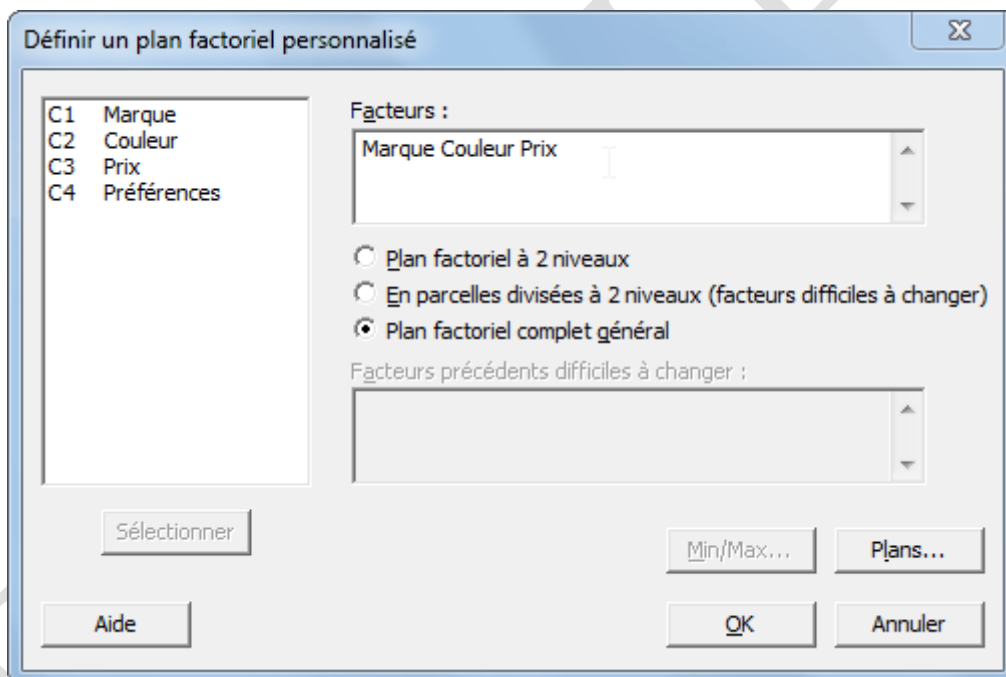 Définir un plan factoriel personnalisé
C1 Marque
C2 Couleur
C3 Prix
C4 Préférences
Facteurs :
Marque Couleur Prix
Plan factoriel à 2 niveaux
En parcelles divisées à 2 niveaux (facteurs difficiles à changer)
Plan factoriel complet général
Facteurs précédents difficiles à changer :
Sélectionner
Min/Max...
Plans...
Aide
OK
Annuler